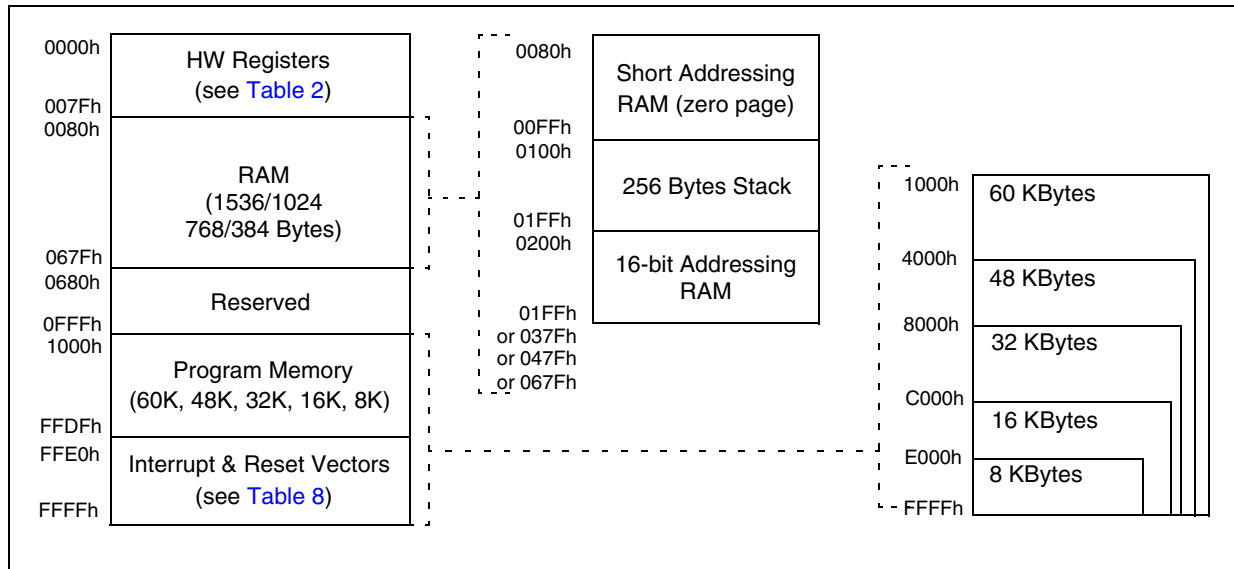 0000h
HW Registers
(see Table 2)
007Fh
0080h
RAM
(1536/1024
768/384 Bytes)
067Fh
0680h
Reserved
0FFFh
1000h
Program Memory
(60K, 48K, 32K, 16K, 8K)
FFDFh
FFE0h
Interrupt & Reset Vectors
(see Table 8)
FFFFh
0080h
Short Addressing
RAM (zero page)
00FFh
0100h
256 Bytes Stack
01FFh
0200h
16-bit Addressing
RAM
01FFh
or 037Fh
or 047Fh
or 067Fh
1000h
60 KBytes
4000h
48 KBytes
8000h
32 KBytes
C000h
16 KBytes
E000h
8 KBytes
FFFFh